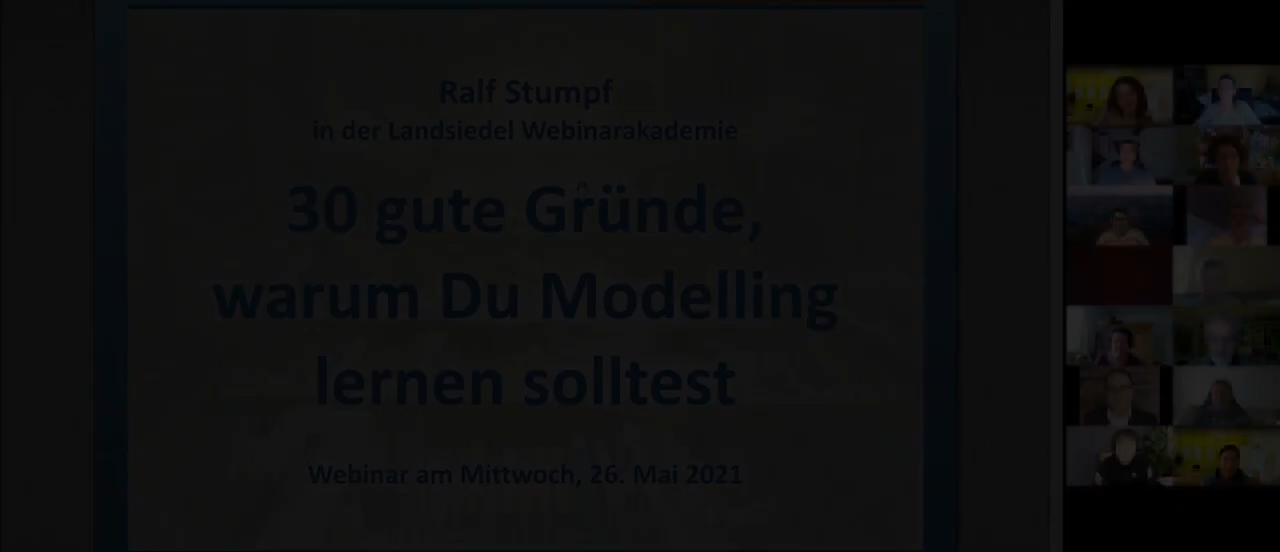 Ralf Stumpf
in der Landsiedel Webinarakademie
30 gute Gründe,
warum Du Modelling
lernen solltest
Webinar am Mittwoch, 26. Mai 2021